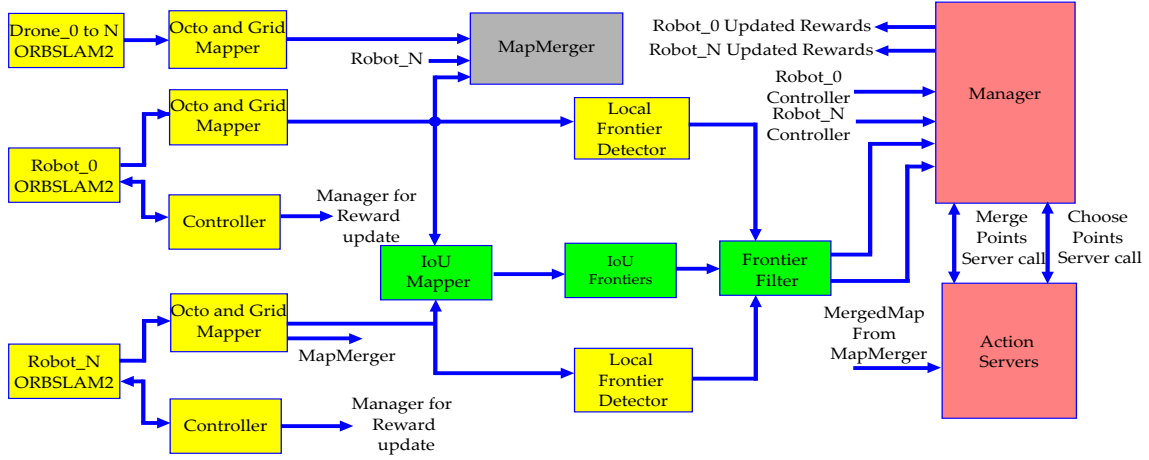 Drone_0 to N
ORBSLAM2
Octo and Grid
Mapper
Robot_N
MapMerger
Robot_0 Updated Rewards
Robot_N Updated Rewards
Robot_0
Controller
Robot_N
Controller
Manager
Octo and Grid
Mapper
Local
Frontier
Detector
Robot_0
ORBSLAM2
Controller
Manager for
Reward
update
Merge
Points
Server call
Choose
Points
Server call
IoU
Mapper
IoU
Frontiers
Frontier
Filter
Octo and Grid
Mapper
MapMerger
Robot_N
ORBSLAM2
MergedMap
From
MapMerger
Action
Servers
Local
Frontier
Detector
Controller
Manager for
Reward
update